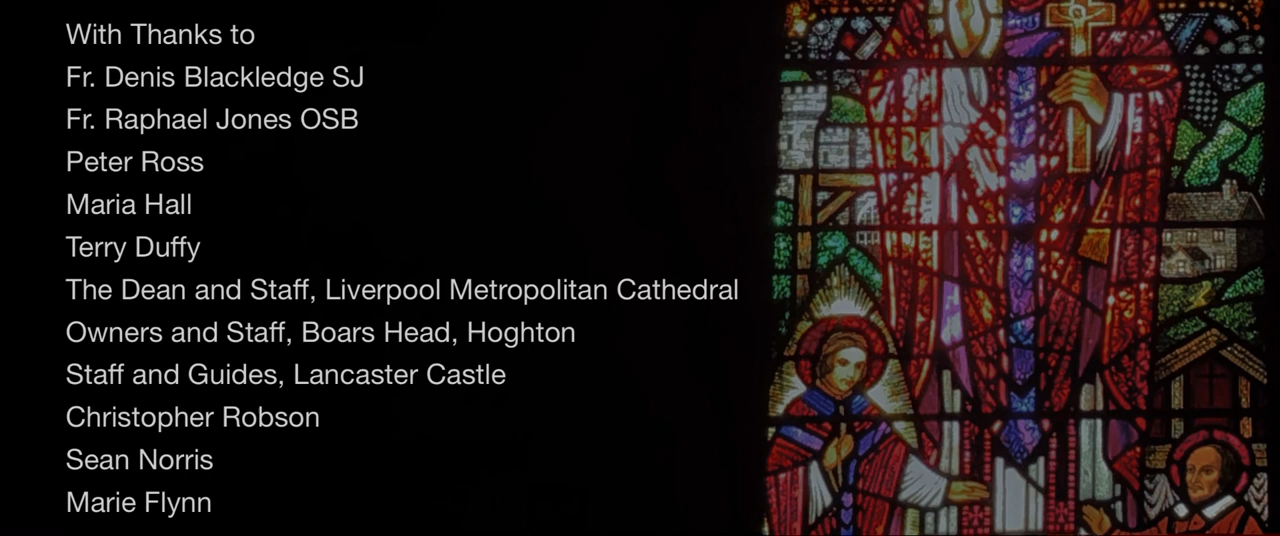 With Thanks to
Fr. Denis Blackledge SJ
Fr. Raphael Jones OSB
Peter Ross
Maria Hall
Terry Duffy
The Dean and Staff, Liverpool Metropolitan Cathedral
Owners and Staff, Boars Head, Hoghton
Staff and Guides, Lancaster Castle
Christopher Robson
Sean Norris
Marie Flynn